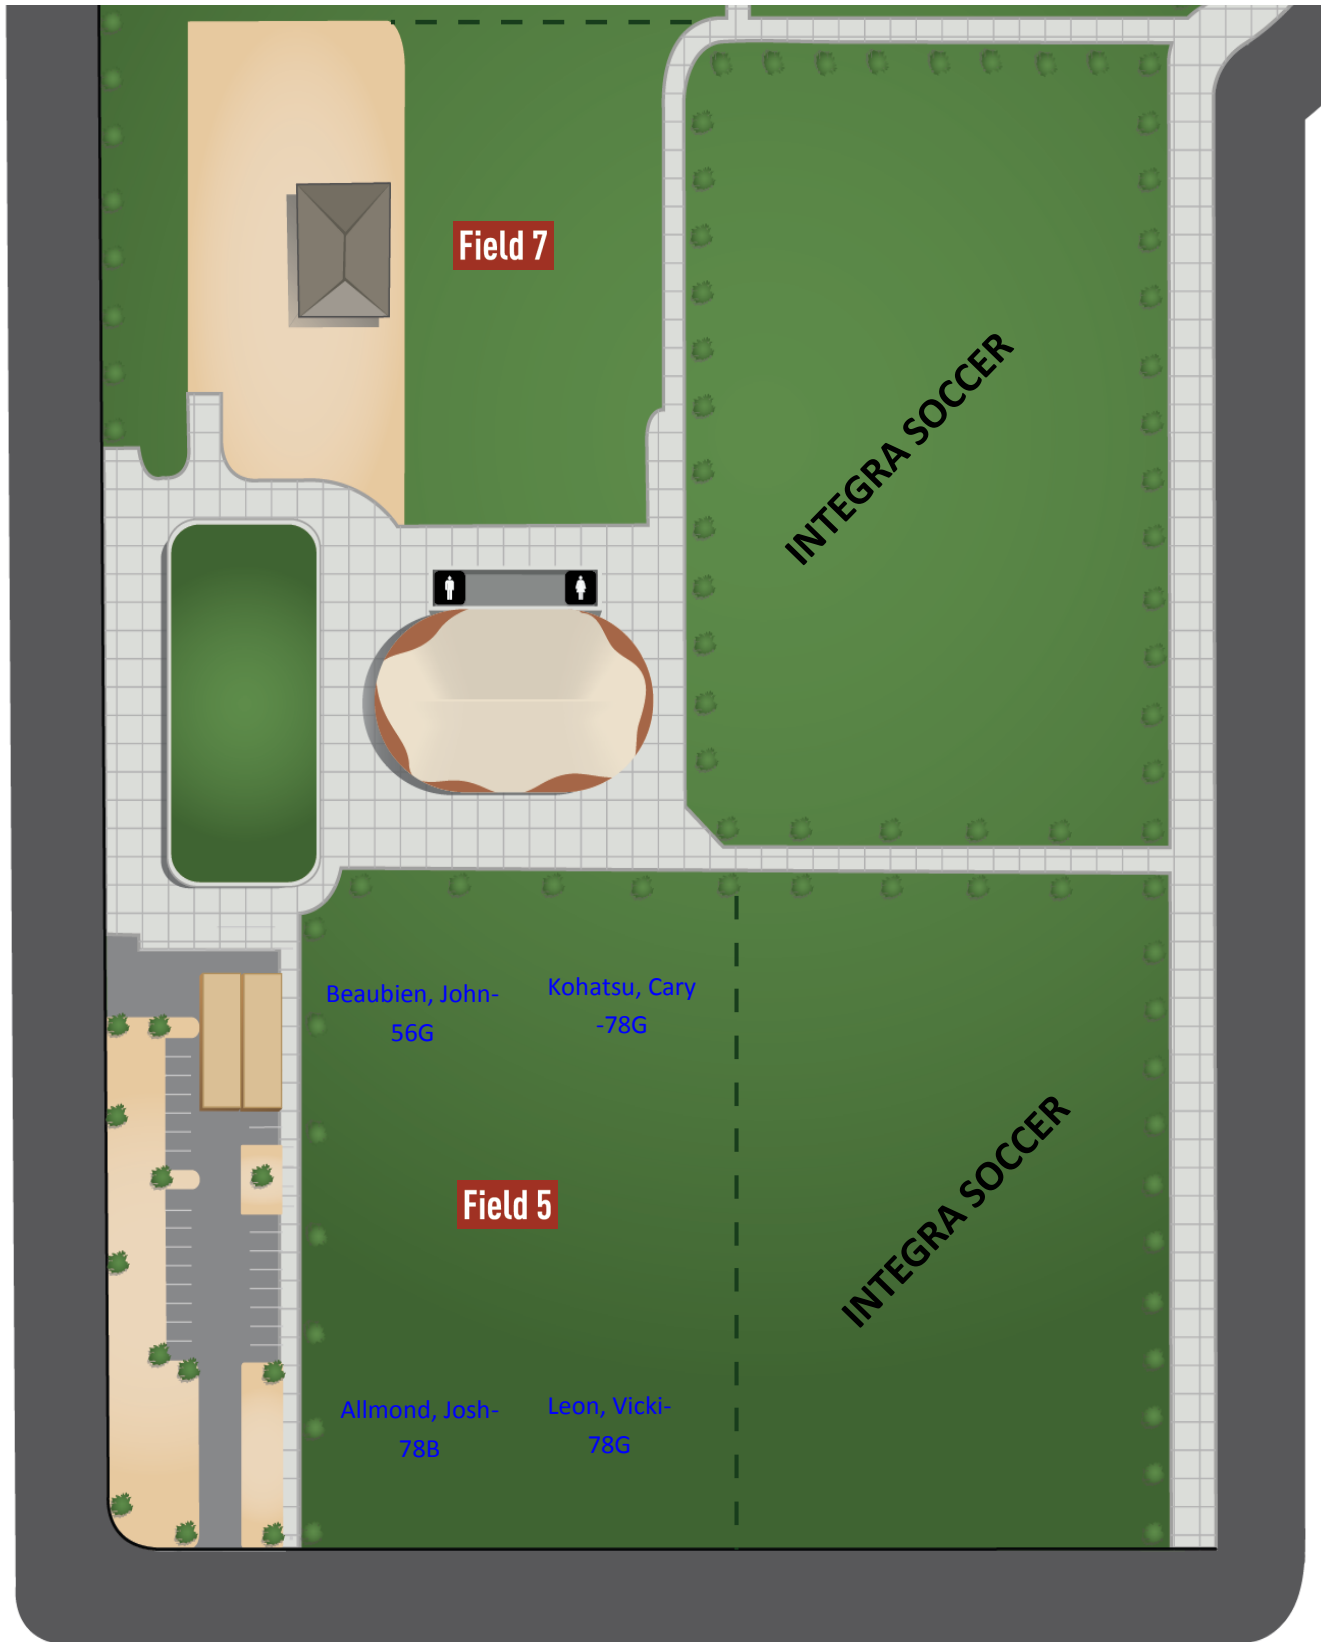 Field 7
INTEGRA SOCCER
Beaubien, John-
56G
Kohatsu, Cary
-78G
Field 5
INTEGRA SOCCER
Allmond, Josh-
78B
Leon, Vicki-
78G